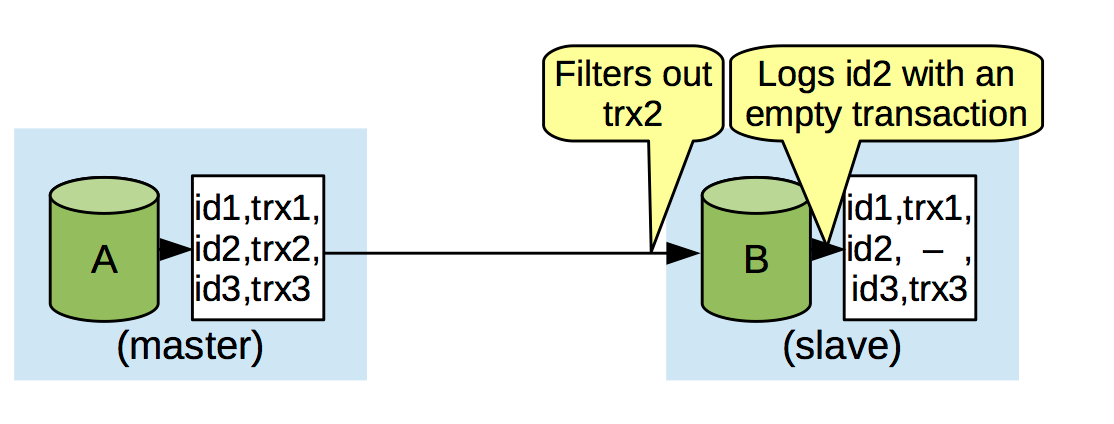 Filters out
trx2
Logs id2 with an
empty transaction
A
id1,trx1,
id2,trx2,
id3,trx3
(master)
B
id1,trx1,
id2, – ,
id3,trx3
(slave)